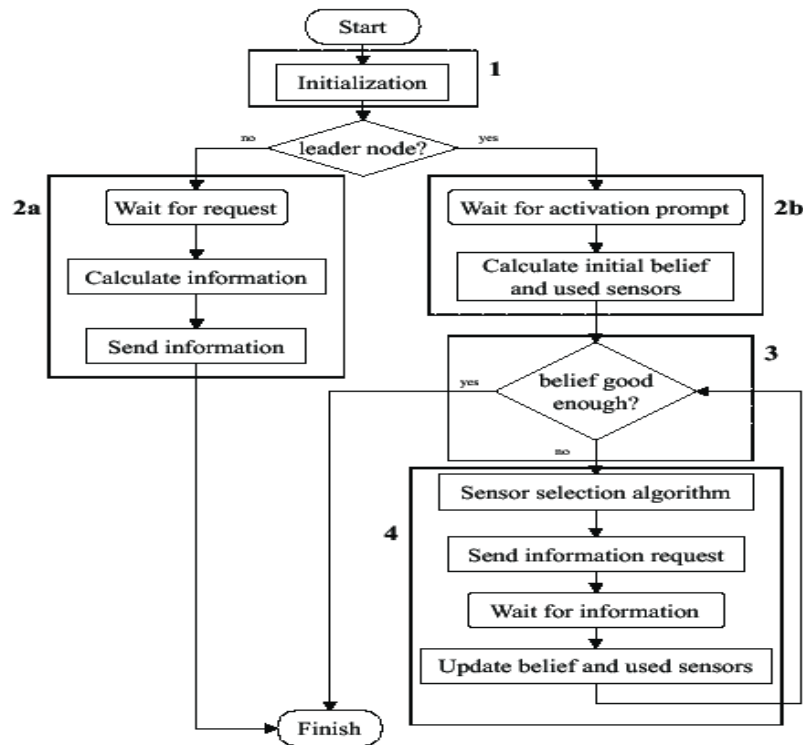 Start
1
Initialization
no
leader node?
yes
2a
Wait for request
Calculate information
Send information
Wait for activation prompt
2b
Calculate initial belief
and used sensors
3
yes
belief good
enough?
no
4
Sensor selection algorithm
Send information request
Wait for information
Update belief and used sensors
Finish